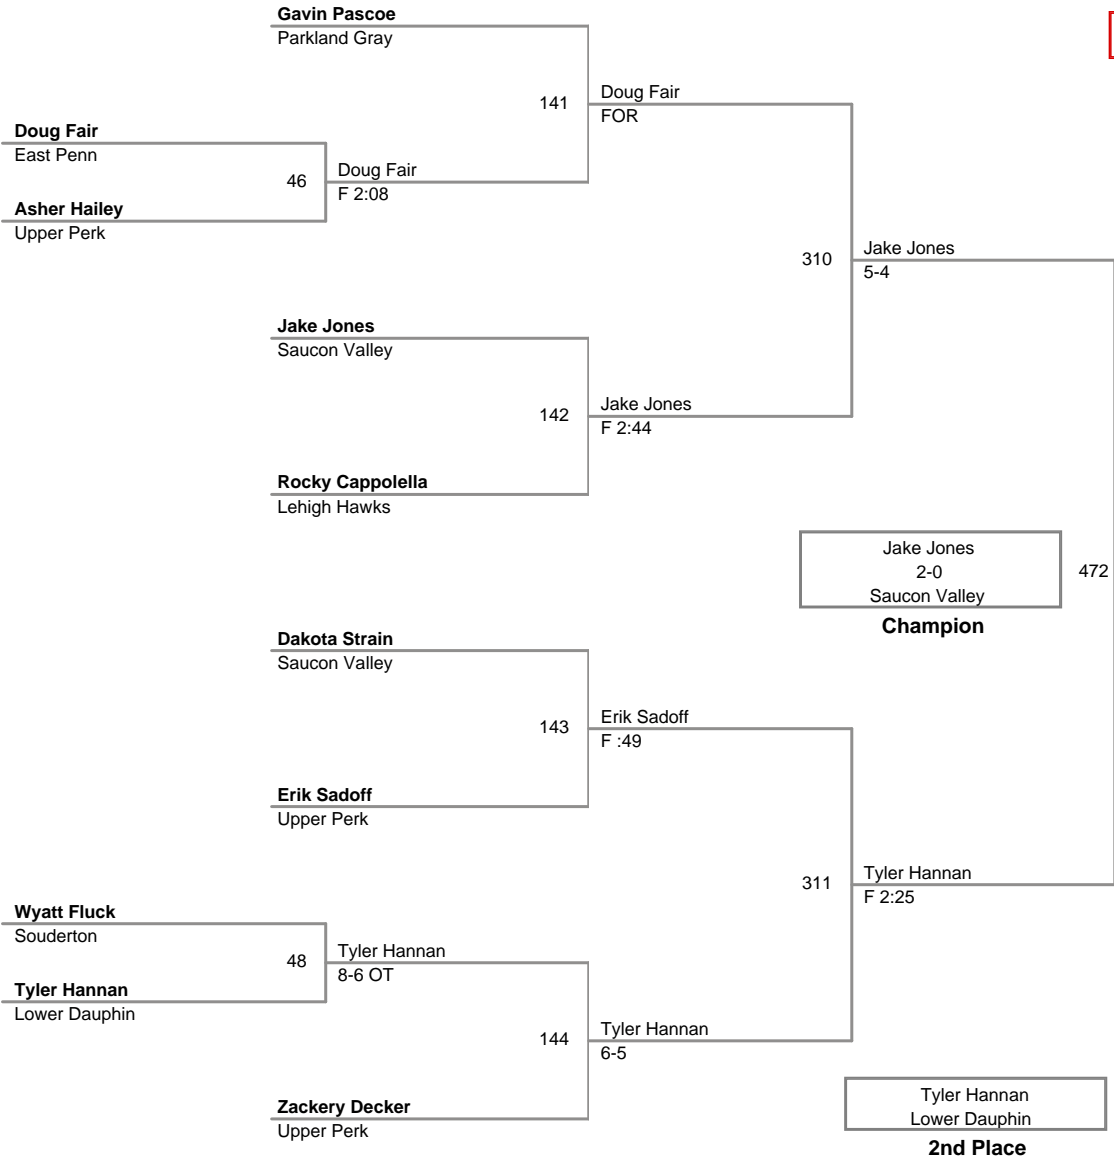 Gavin Pascoe
Parkland Gray
141
Doug Fair
FOR
Doug Fair
East Penn
46
Doug Fair
F 2:08
Asher Hailey
Upper Perk
310
Jake Jones
5-4
Jake Jones
Saucon Valley
142
Jake Jones
F 2:44
Rocky Cappolella
Lehigh Hawks
Jake Jones
2-0
Saucon Valley
472
Champion
Dakota Strain
Saucon Valley
143
Erik Sadoff
F :49
Erik Sadoff
Upper Perk
311
Tyler Hannan
F 2:25
Wyatt Fluck
Souderton
48
Tyler Hannan
8-6 OT
Tyler Hannan
Lower Dauphin
144
Tyler Hannan
6-5
Zackery Decker
Upper Perk
Tyler Hannan
Lower Dauphin
2nd Place